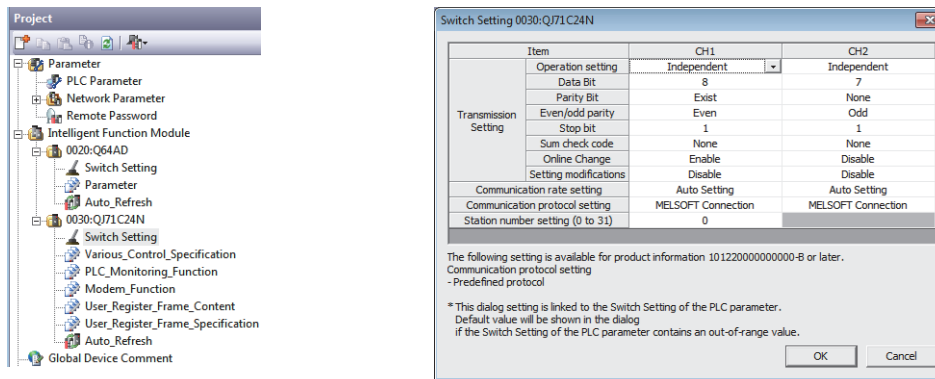 Project
Parameter
PLC Parameter
Network Parameter
Remote Password
Intelligent Function Module
0020:Q64AD
Switch Setting
Parameter
Auto_Refresh
0030:QJ71C24N
Switch Setting
Various_Control_Specification
PLC_Monitoring_Function
Modem_Function
User_Register_Frame_Content
User_Register_Frame_Specification
Auto_Refresh
Global Device Comment
Switch Setting 0030:QJ71C24N
Item CH1 CH2
Transmission Setting
Operation setting Independent Independent
Data Bit 8 7
Parity Bit Exist None
Even/odd parity Even Odd
Stop bit 1 1
Sum check code None None
Online Change Enable Disable
Setting modifications Disable Disable
Communication rate setting Auto Setting Auto Setting
Communication protocol setting MELSOFT Connection MELSOFT Connection
Station number setting (0 to 31) 0
The following setting is available for product information 101220000000000-B or later.
Communication protocol setting
- Predefined protocol
* This dialog setting is linked to the Switch Setting of the PLC parameter.
Default value will be shown in the dialog
if the Switch Setting of the PLC parameter contains an out-of-range value.
OK Cancel